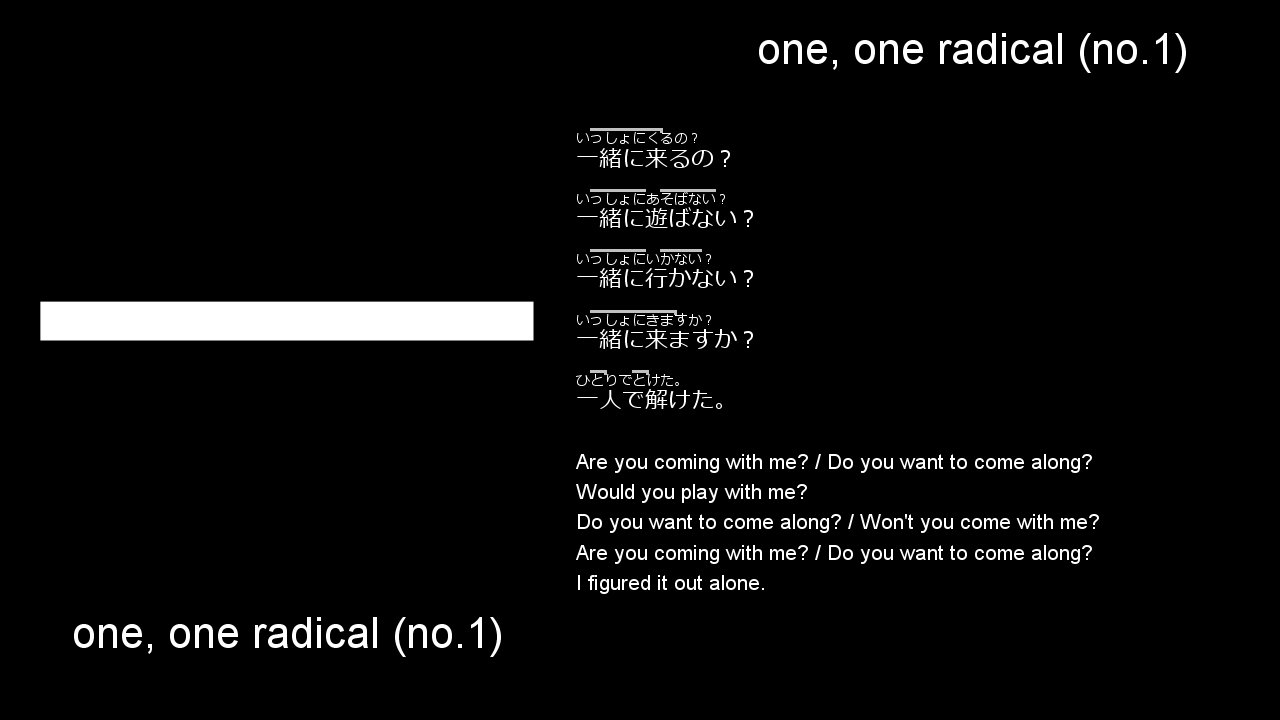 one, one radical (no.1)
いっしょにくるの？
一緒に来るの？
いっしょにあそばない？
一緒に遊ばない？
いっしょにいかない？
一緒に行かない？
いっしょにきますか？
一緒に来ますか？
ひとりでとけた。
一人で解けた。
Are you coming with me? / Do you want to come along?
Would you play with me?
Do you want to come along? / Won't you come with me?
Are you coming with me? / Do you want to come along?
I figured it out alone.
one, one radical (no.1)